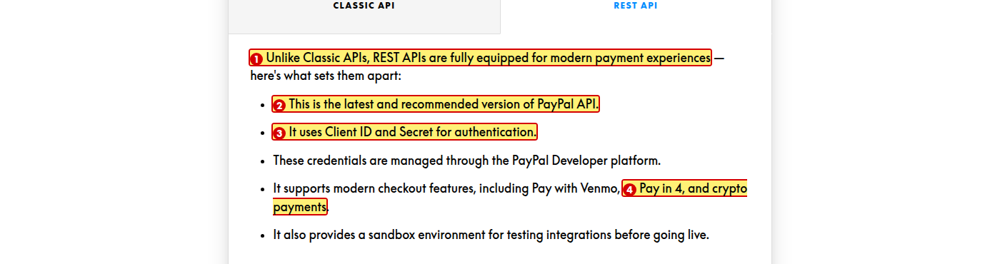 CLASSIC API
REST API
1 Unlike Classic APIs, REST APIs are fully equipped for modern payment experiences —
here's what sets them apart:
• 2 This is the latest and recommended version of PayPal API.
• 3 It uses Client ID and Secret for authentication.
• These credentials are managed through the PayPal Developer platform.
• It supports modern checkout features, including Pay with Venmo, 4 Pay in 4, and crypto
payments.
• It also provides a sandbox environment for testing integrations before going live.